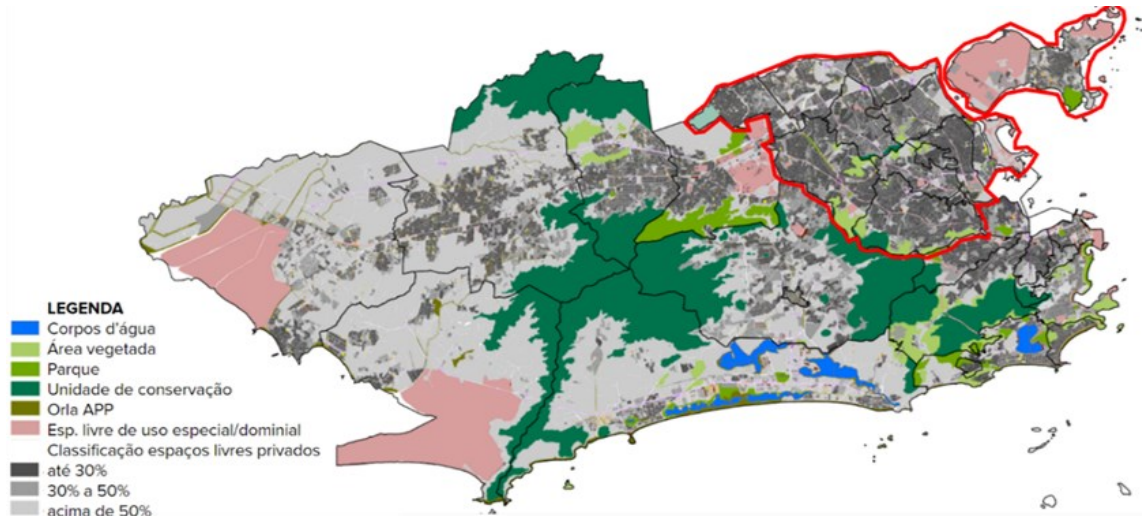 LEGENDA
Corpos d'água
Área vegetada
Parque
Unidade de conservação
Orla APP
Esp. livre de uso especial/dominial
Classificação espaços livres privados
até 30%
30% a 50%
acima de 50%